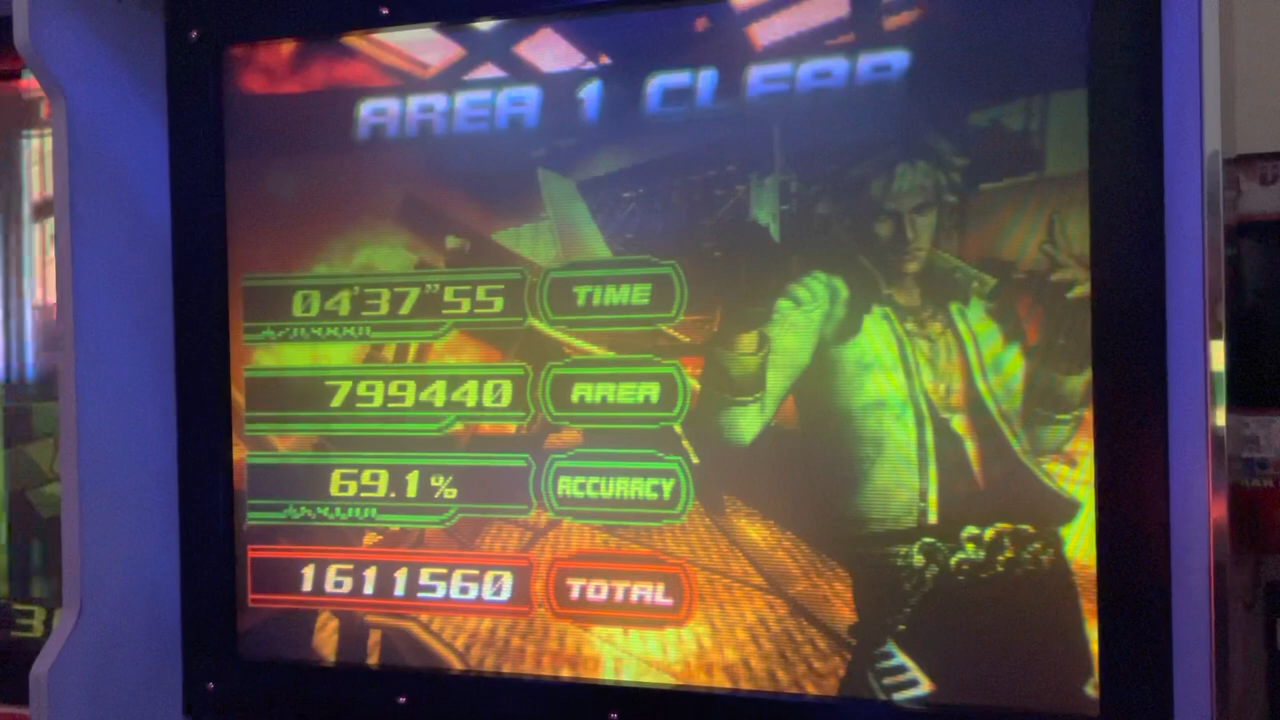 AREA 1 CLEAR
04'37"55 TIME
799440 AREA
69.1% ACCURACY
1611560 TOTAL